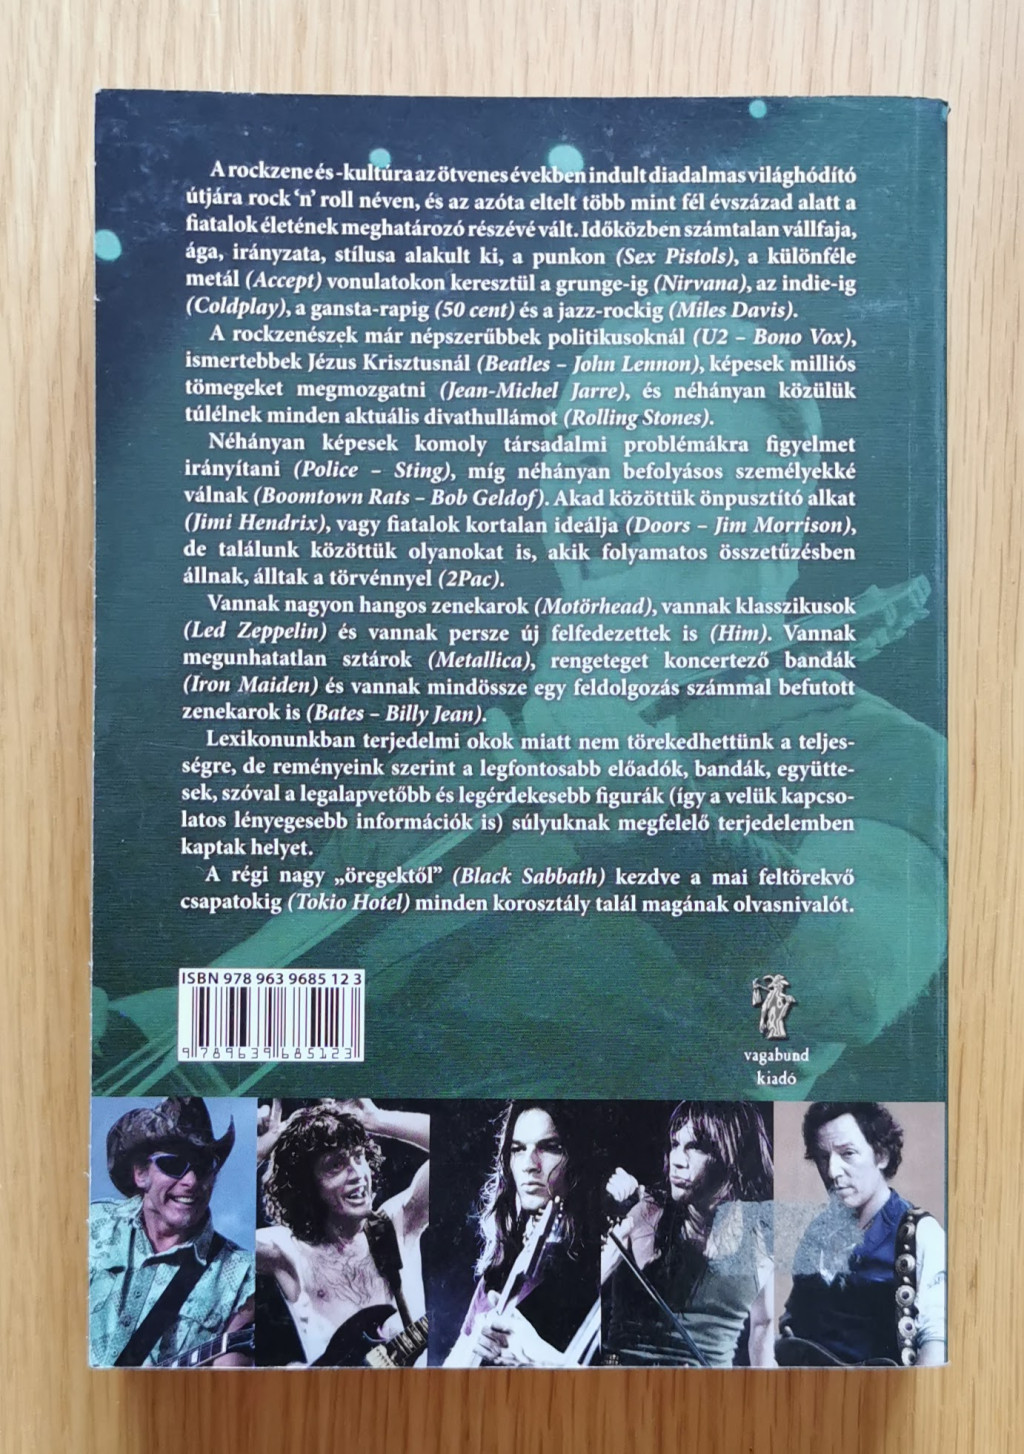 A rockzene és -kultúra az ötvenes években indult diadalmas világhódító
útjára rock ‘n’ roll néven, és az azóta eltelt több mint fél évszázad alatt a
fiatalok életének meghatározó részévé vált. Időközben számtalan vállfaja,
ága, irányzata, stílusa alakult ki, a punkon (Sex Pistols), a különféle
metál (Accept) vonulatokon keresztül a grunge-ig (Nirvana), az indie-ig
(Coldplay), a gansta-rapig (50 cent) és a jazz-rockig (Miles Davis).
A rockzenészek már népszerűbbek politikusoknál (U2 – Bono Vox),
ismertebbek Jézus Krisztusnál (Beatles – John Lennon), képesek milliós
tömegeket megmozgatni (Jean-Michel Jarre), és néhányan közülük
túlélnek minden aktuális divathullámot (Rolling Stones).
Néhányan képesek komoly társadalmi problémákra figyelmet
irányítani (Police – Sting), míg néhányan befolyásos személyekké
válnak (Boomtown Rats – Bob Geldof). Akad közöttük önpusztító alkat
(Jimi Hendrix), vagy fiatalok kortalan ideálja (Doors – Jim Morrison),
de találunk közöttük olyanokat is, akik folyamatos összetűzésben
állnak, álltak a törvénnyel (2Pac).
Vannak nagyon hangos zenekarok (Motörhead), vannak klasszikusok
(Led Zeppelin) és vannak persze új felfedezettek is (Him). Vannak
megunhatatlan sztárok (Metallica), rengeteget koncertező bandák
(Iron Maiden) és vannak mindössze egy feldolgozás számmal befutott
zenekarok is (Bates – Billy Jean).
Lexikonunkban terjedelmi okok miatt nem törekedhettünk a teljes-
ségre, de reményeink szerint a legfontosabb előadók, bandák, együtte-
sek, szóval a legalapvetőbb és legérdekesebb figurák (így a velük kapcso-
latos lényegesebb információk is) súlyuknak megfelelő terjedelemben
kaptak helyet.
A régi nagy „öregektől” (Black Sabbath) kezdve a mai feltörekvő
csapatokig (Tokio Hotel) minden korosztály talál magának olvasnivalót.
ISBN 978 963 9685 12 3
9 789639 685123
vagabund
kiadó